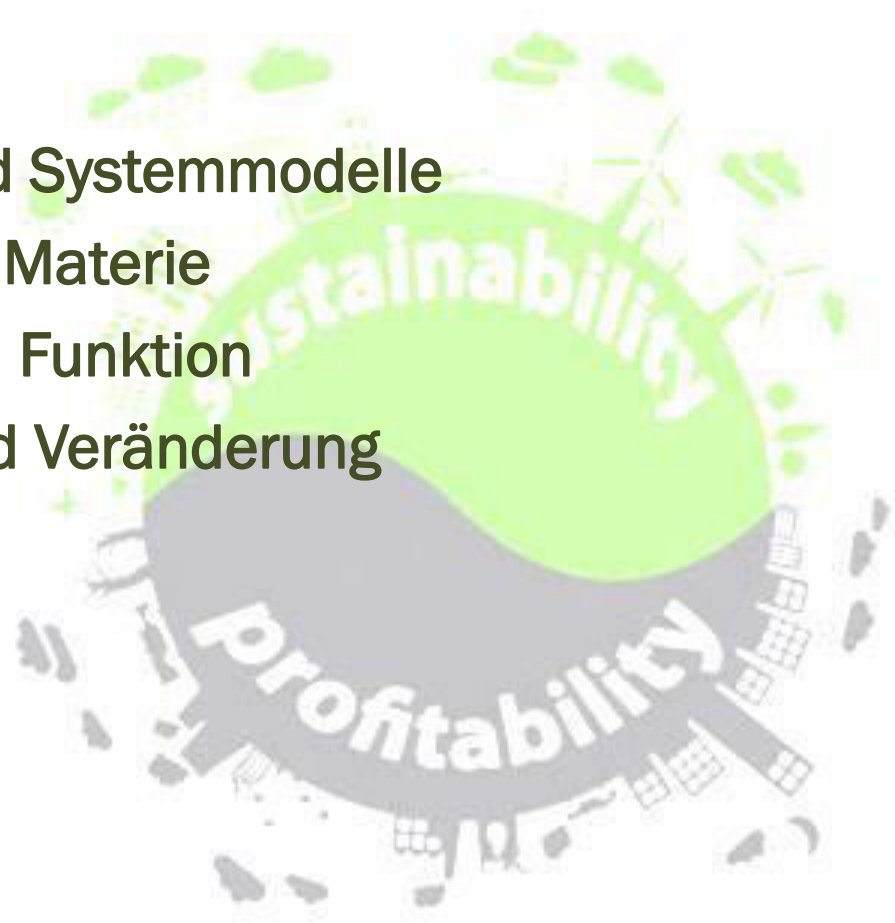 d Systemmodelle
Materie
Funktion
d Veränderung
sustainability
profitability